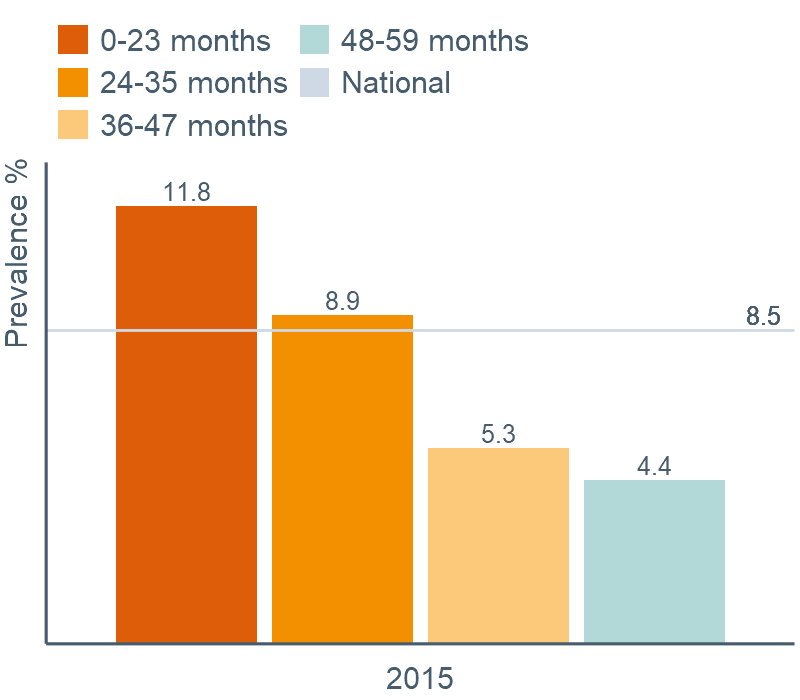 0-23 months
24-35 months
36-47 months
48-59 months
National
Prevalence %
11.8
8.9
8.5
5.3
4.4
2015